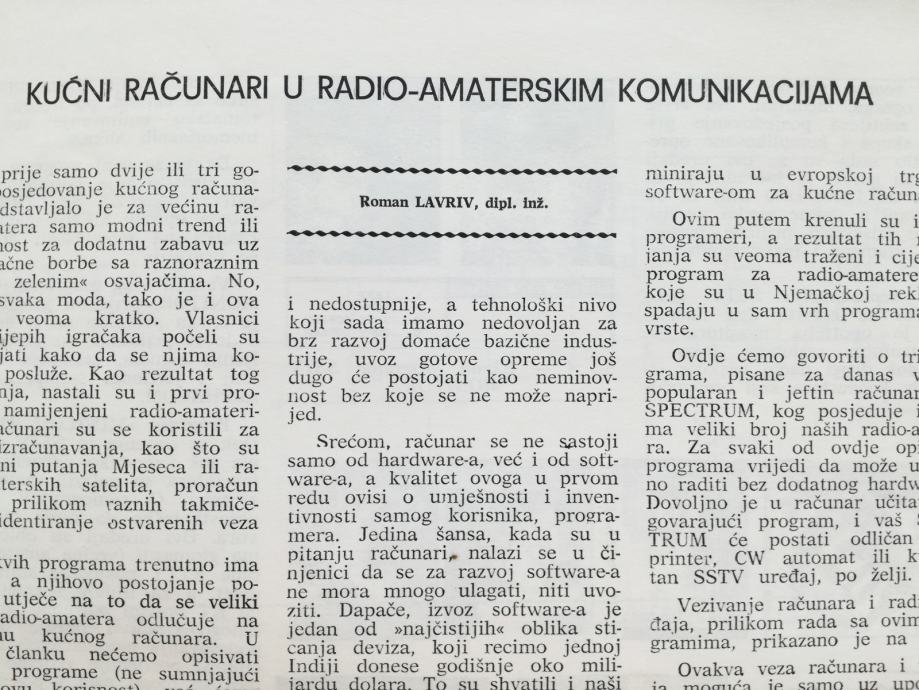 KUĆNI RAČUNARI U RADIO-AMATERSKIM KOMUNIKACIJAMA
prije samo dvije ili tri go-
posjedovanje kućnog računa-
dstavljalo je za većinu ra-
atera samo modni trend ili
nost za dodatnu zabavu uz
ačne borbe sa raznoraznim
zelenim« osvajačima. No,
svaka moda, tako je i ova
veoma kratko. Vlasnici
ijepih igračaka počeli su
jati kako da se njima ko-
posluže. Kao rezultat tog
nja, nastali su i prvi pro-
namijenjeni radio-amateri-
ačunari su se koristili za
izračunavanja, kao što su
ni putanja Mjeseca ili ra-
terskih satelita, proračun
prilikom raznih takmiče-
identiranje ostvarenih veza
kvih programa trenutno ima
a njihovo postojanje po-
utječe na to da se veliki
radio-amatera odlučuje na
nu kućnog računara. U
članku nećemo opisivati
programe (ne sumnjajući
ovu korisnost) već
Roman LAVRIV, dipl. inž.
i nedostupnije, a tehnološki nivo
koji sada imamo nedovoljan za
brz razvoj domaće bazične indus-
trije, uvoz gotove opreme još
dugo će postojati kao neminov-
nost bez koje se ne može napri-
jed.
Srećom, računar se ne sastoji
samo od hardware-a, već i od soft-
ware-a, a kvalitet ovoga u prvom
redu ovisi o umješnosti i inven-
tivnosti samog korisnika, progra-
mera. Jedina šansa, kada su u
pitanju računari, nalazi se u či-
njenici da se za razvoj software-a
ne mora mnogo ulagati, niti uvo-
ziti. Dapače, izvoz software-a je
jedan od »najčistijih« oblika sti-
canja deviza, koji recimo jednoj
Indiji donese godišnje oko mili-
jardu dolara. To su shvatili i naši
miniraju u evropskoj trg
software-om za kućne račun
Ovim putem krenuli su i
programeri, a rezultat tih
janja su veoma traženi i cije
program za radio-amatere
koje su u Njemačkoj rekl
spadaju u sam vrh programa
vrste.
Ovdje ćemo govoriti o tri
grama, pisane za danas v
popularan i jeftin računar
SPECTRUM, kog posjeduje i
ma veliki broj naših radio-a
ra. Za svaki od ovdje op
programa vrijedi da može u
no raditi bez dodatnog hardw
Dovoljno je u računar učita
govarajući program, i vaš
TRUM će postati odličan
printer, CW automat ili k
tan SSTV uređaj, po želji.
Vezivanje računara i radi
đaja, prilikom rada sa ovim
gramima, prikazano je na
Ovakva veza računara i
ja moguća je samo uz up